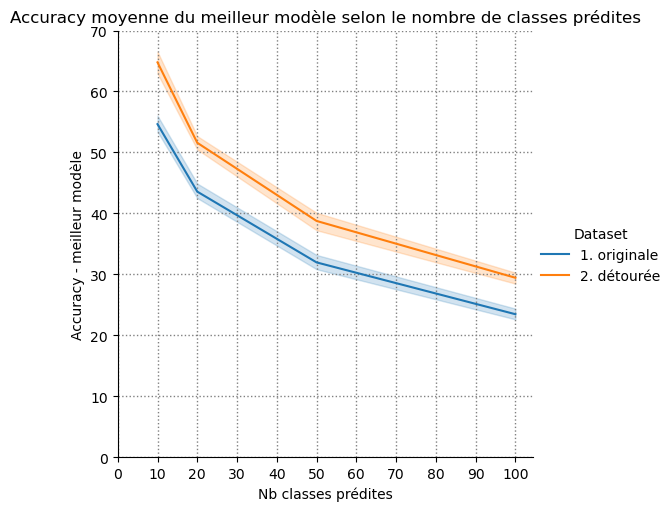 Accuracy moyenne du meilleur modèle selon le nombre de classes prédites
70
60
50
40
30
20
10
0
Accuracy - meilleur modèle
0 10 20 30 40 50 60 70 80 90 100
Nb classes prédites
Dataset
1. originale
2. détourée